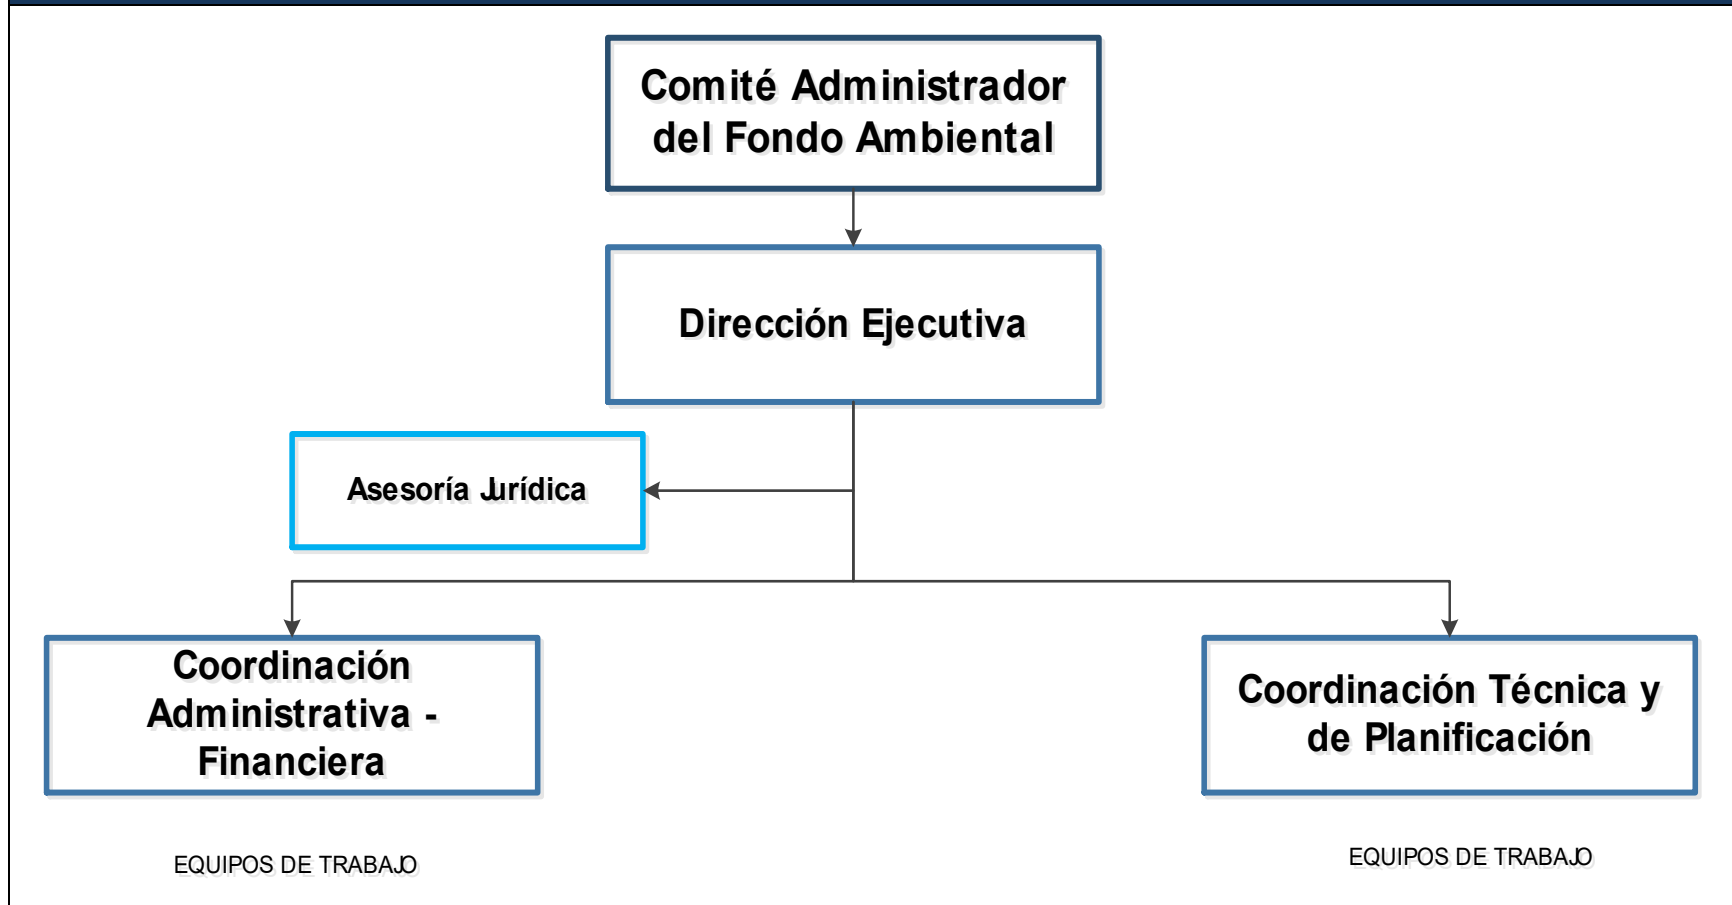 Comité Administrador
del Fondo Ambiental
Dirección Ejecutiva
Asesoría Jurídica
Coordinación
Administrativa -
Financiera
Coordinación Técnica y
de Planificación
EQUIPOS DE TRABAJO
EQUIPOS DE TRABAJO